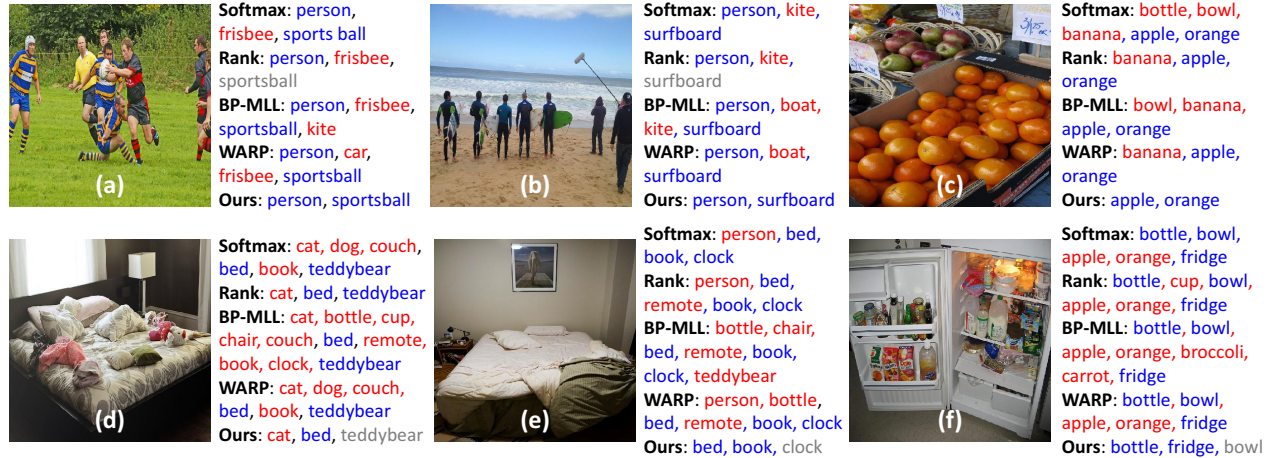 Softmax: person,
frisbee, sports ball
Rank: person, frisbee,
sportsball
BP-MLL: person, frisbee,
sportsball, kite
WARP: person, car,
frisbee, sportsball
Ours: person, sportsball
(a)
Softmax: person, kite,
surfboard
Rank: person, kite,
surfboard
BP-MLL: person, boat,
kite, surfboard
WARP: person, boat,
surfboard
Ours: person, surfboard
(b)
Softmax: bottle, bowl,
banana, apple, orange
Rank: banana, apple,
orange
BP-MLL: bowl, banana,
apple, orange
WARP: banana, apple,
orange
Ours: apple, orange
(c)
Softmax: cat, dog, couch,
bed, book, teddybear
Rank: cat, bed, teddybear
BP-MLL: cat, bottle, cup,
chair, couch, bed, remote,
book, clock, teddybear
WARP: cat, dog, couch,
bed, book, teddybear
Ours: cat, bed, teddybear
(d)
Softmax: person, bed,
book, clock
Rank: person, bed,
remote, book, clock
BP-MLL: bottle, chair,
bed, remote, book,
clock, teddybear
WARP: person, bottle,
bed, remote, book, clock
Ours: bed, book, clock
(e)
Softmax: bottle, bowl,
apple, orange, fridge
Rank: bottle, cup, bowl,
apple, orange, fridge
BP-MLL: bottle, bowl,
apple, orange, broccoli,
carrot, fridge
WARP: bottle, bowl,
apple, orange, fridge
Ours: bottle, fridge, bowl
(f)